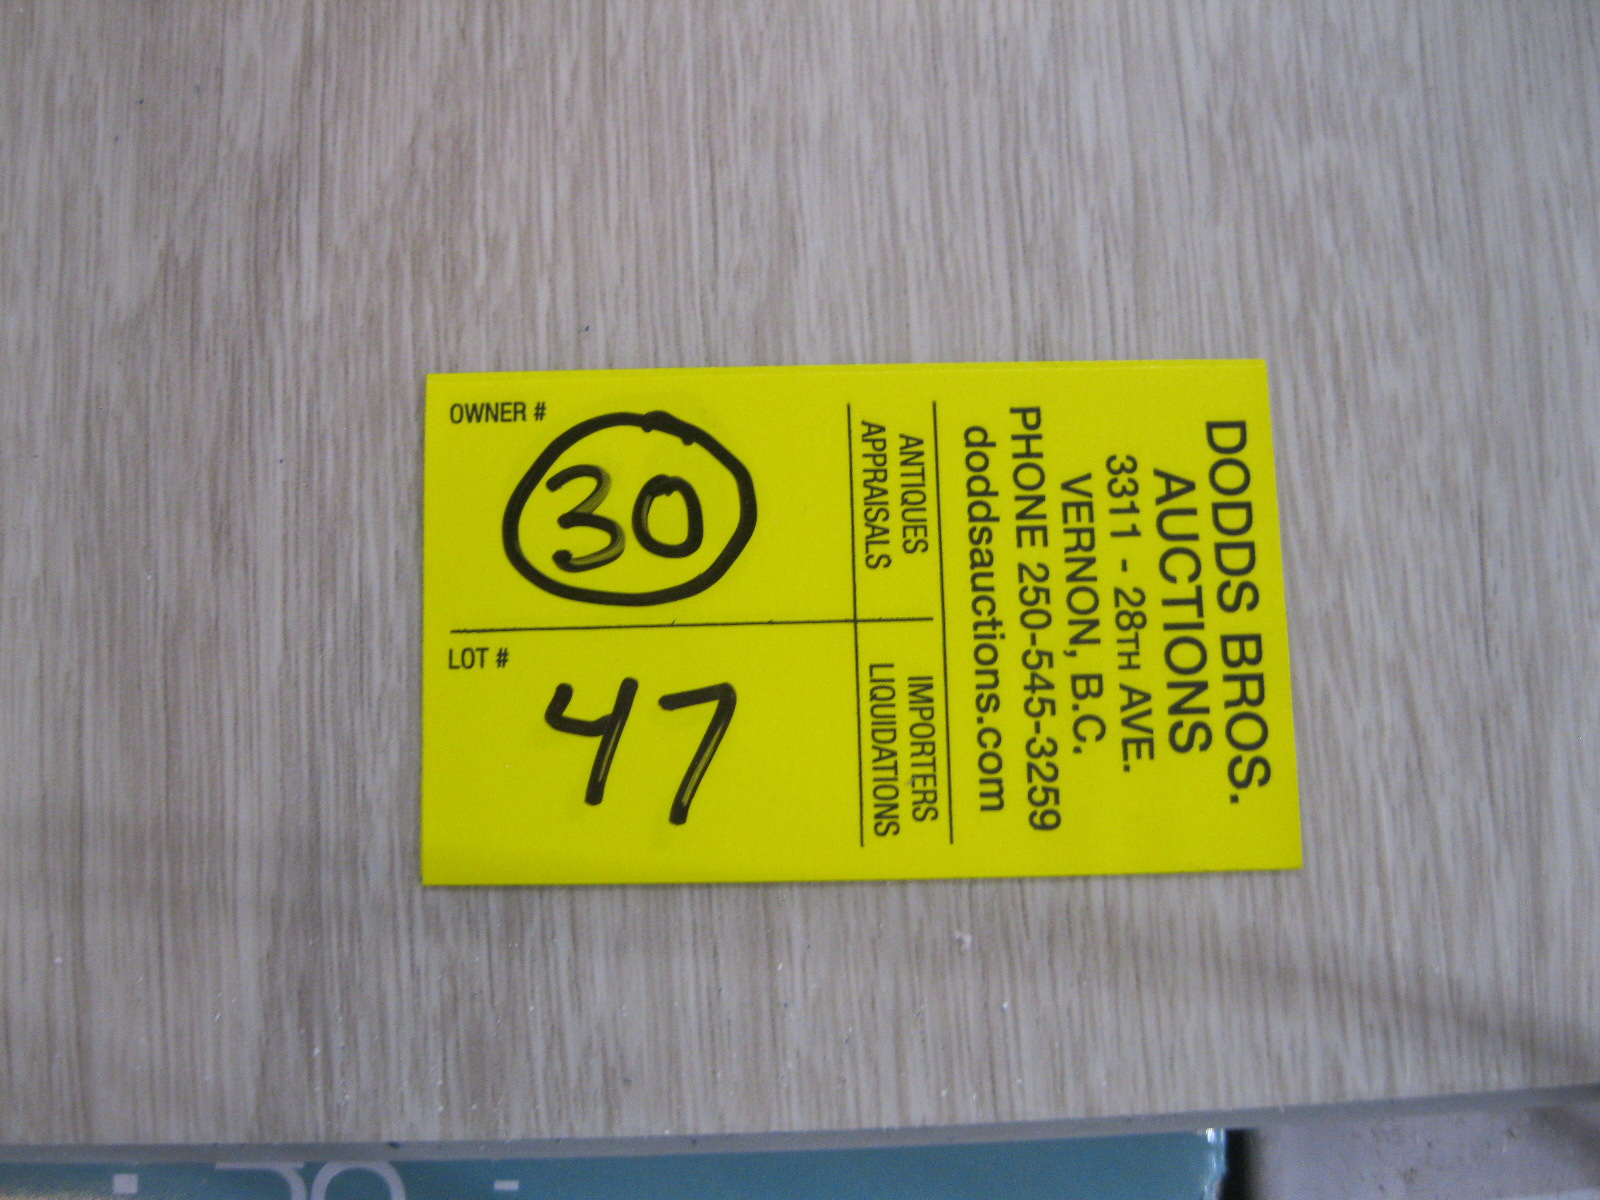 DODDS BROS.
AUCTIONS
3311 - 28TH AVE.
VERNON, B.C.
PHONE 250-545-3259
doddsauctions.com
ANTIQUES
APPRAISALS
IMPORTERS
LIQUIDATIONS
OWNER #
30
LOT #
47